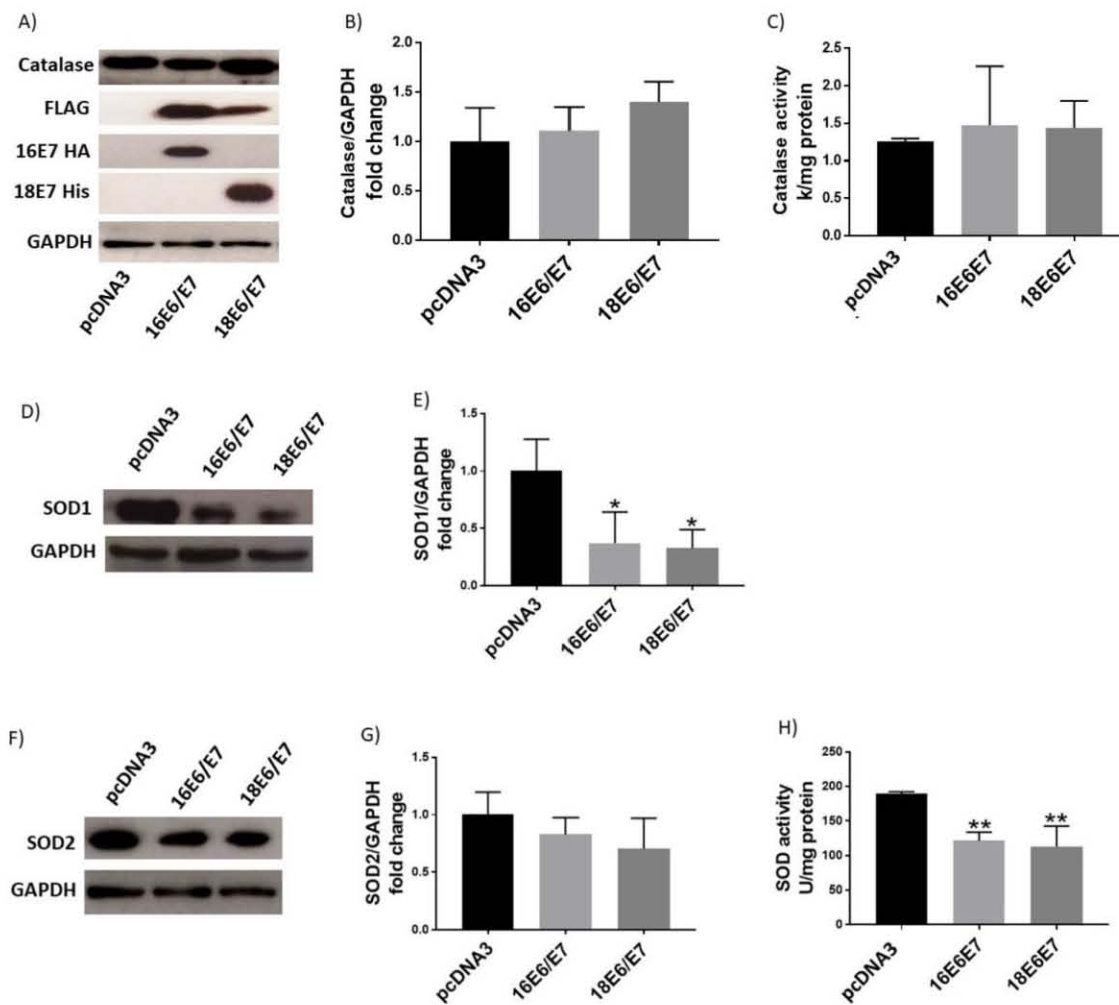 A)
Catalase
FLAG
16E7 HA
18E7 His
GAPDH
pcDNA3
16E6/E7
18E6/E7
B)
Catalase/GAPDH
fold change
2.0
1.5
1.0
0.5
0.0
pcDNA3
16E6/E7
18E6/E7
C)
Catalase activity
k/mg protein
2.5
2.0
1.5
1.0
0.5
0.0
pcDNA3
16E6E7
18E6E7
D)
pcDNA3
16E6/E7
18E6/E7
SOD1
GAPDH
E)
SOD1/GAPDH
fold change
1.5
1.0
0.5
0.0
*
*
pcDNA3
16E6/E7
18E6/E7
F)
pcDNA3
16E6/E7
18E6/E7
SOD2
GAPDH
G)
SOD2/GAPDH
fold change
1.5
1.0
0.5
0.0
pcDNA3
16E6/E7
18E6/E7
H)
SOD activity
U/mg protein
250
200
150
100
50
0
**
**
pcDNA3
16E6E7
18E6E7